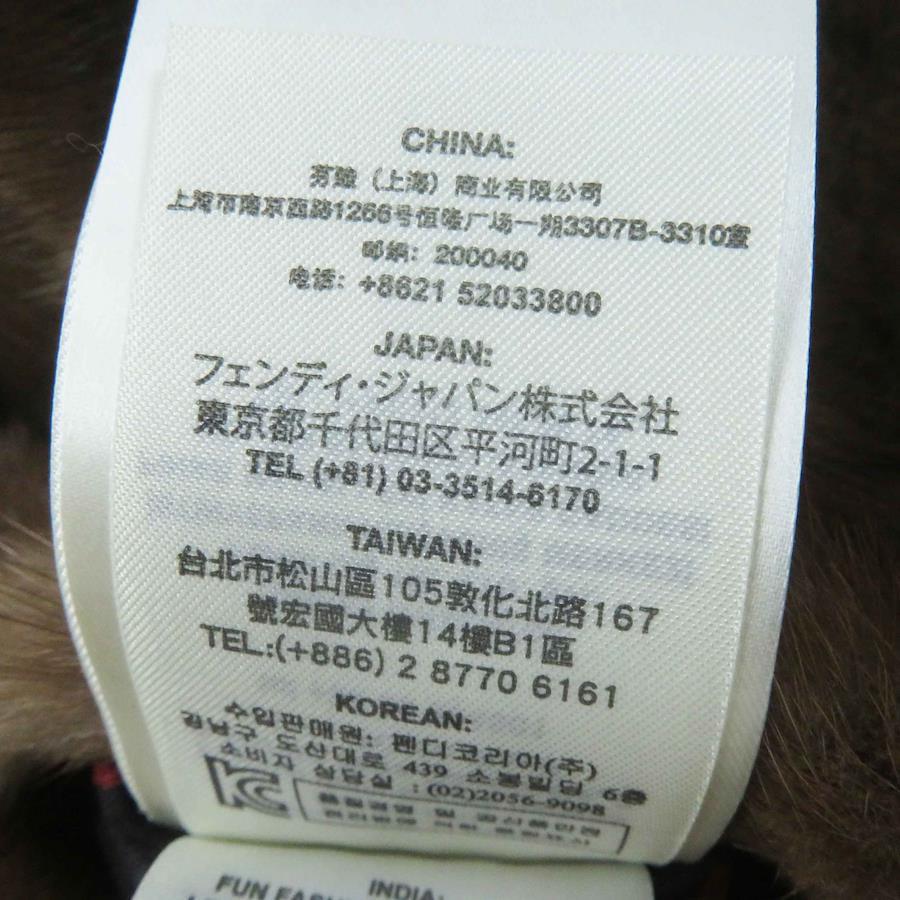 CHINA:
芳鍏（上海）商业有限公司
上海市南京西路1266号恒隆广场一期3307B-3310室
邮编: 200040
电话: +8621 52033800
JAPAN:
フェンディ・ジャパン株式会社
東京都千代田区平河町2-1-1
TEL (+81) 03-3514-6170
TAIWAN:
台北市松山區105敦化北路167
號宏國大樓14樓B1區
TEL:(+886) 2 8770 6161
KOREAN:
수입판매원: 펜디코리아(주)
강남구 도산대로 439 소봉빌딩 6층
소비자 상담실 : (02)2056-9098
INDIA:
FUN